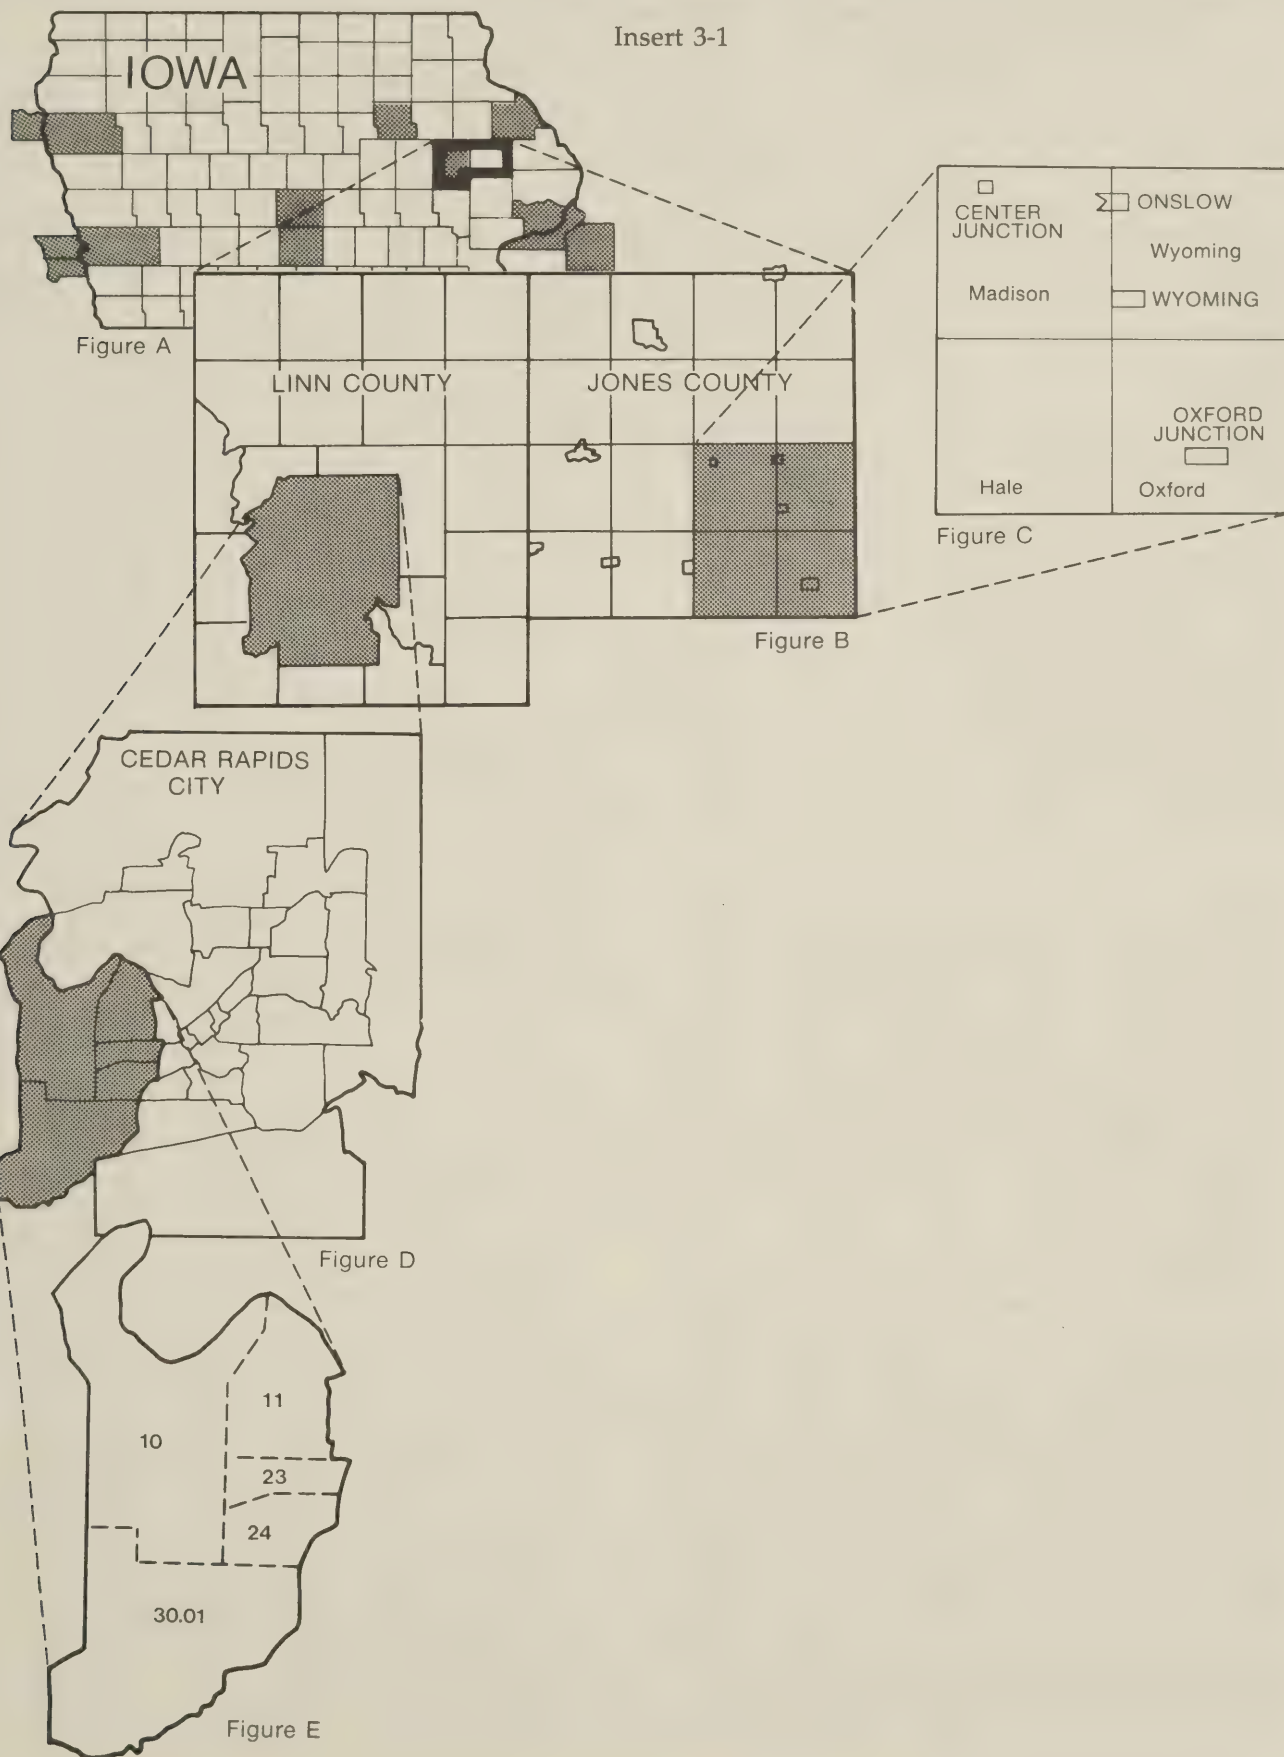 Insert 3-1
IOWA
Figure A
LINN COUNTY
JONES COUNTY
Figure B
CENTER
JUNCTION
ONSLOW
Wyoming
Madison
WYOMING
OXFORD
JUNCTION
Hale
Oxford
Figure C
CEDAR RAPIDS
CITY
Figure D
11
10
23
24
30.01
Figure E